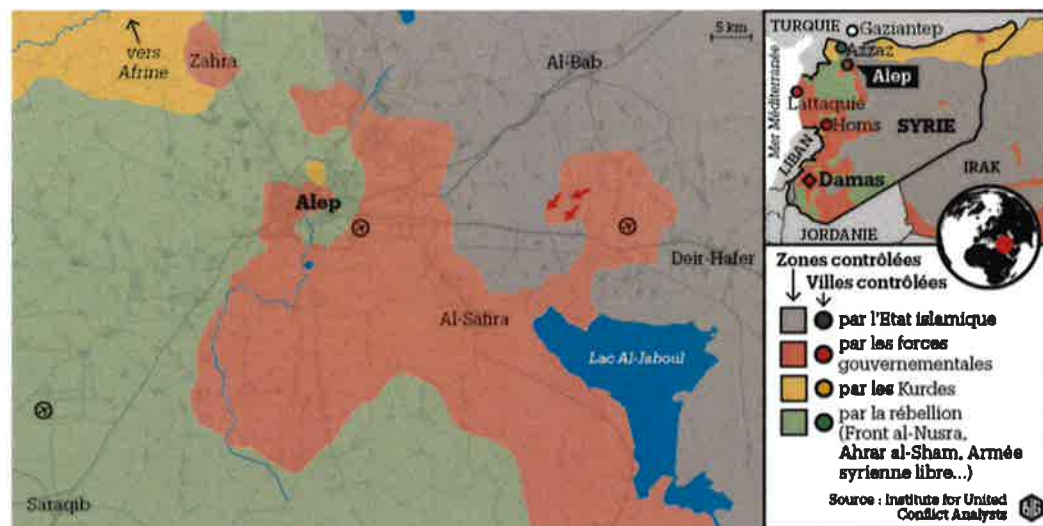 vers
Afrine
Zahra
Al-Bab
5 km
Alep
Deir-Hafer
Al-Safira
Lac Al-Jaboul
Saraqib
TURQUIE
Gaziantep
Azzaz
Alep
Mer Méditerranée
Lattaquié
Homs
SYRIE
LIBAN
IRAK
Damas
JORDANIE
Zones contrôlées
Villes contrôlées
par l'Etat islamique
par les forces
gouvernementales
par les Kurdes
par la rébellion
(Front al-Nusra,
Ahrar al-Sham, Armée
syrienne libre...)
Source : Institute for United
Conflict Analysts